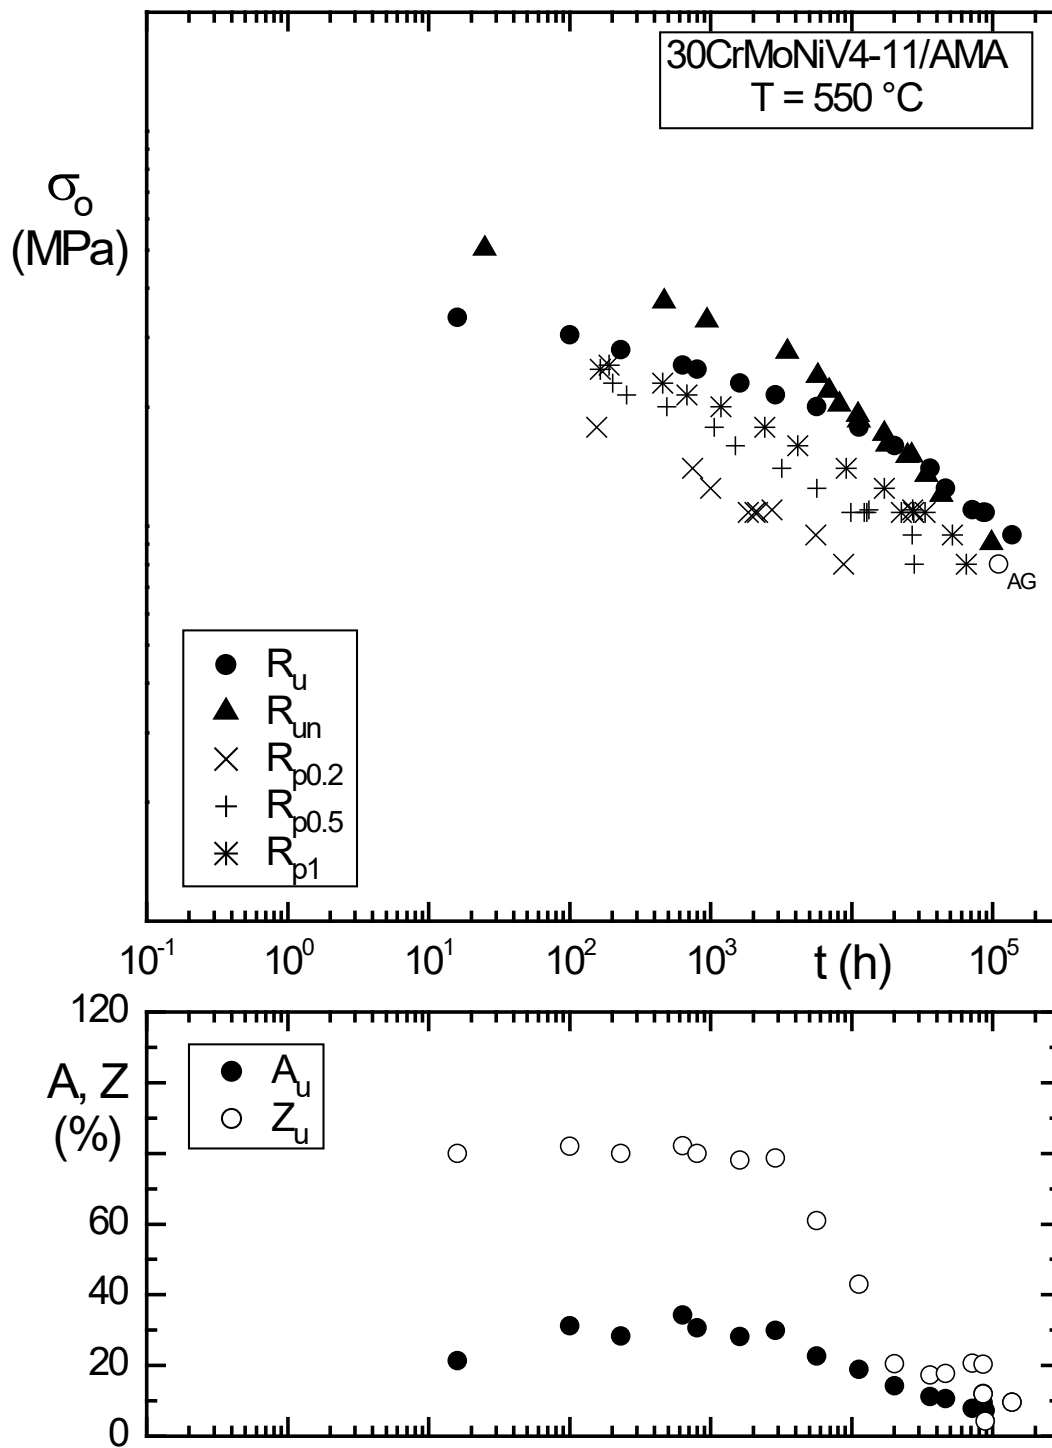 30CrMoNiV4-11/AMA
T = 550 °C
σo
(MPa)
AG
Ru
Run
Rp0.2
Rp0.5
Rp1
10-1 100 101 102 103 t (h) 105
120
A, Z
(%)
60
40
20
0
Au
Zu